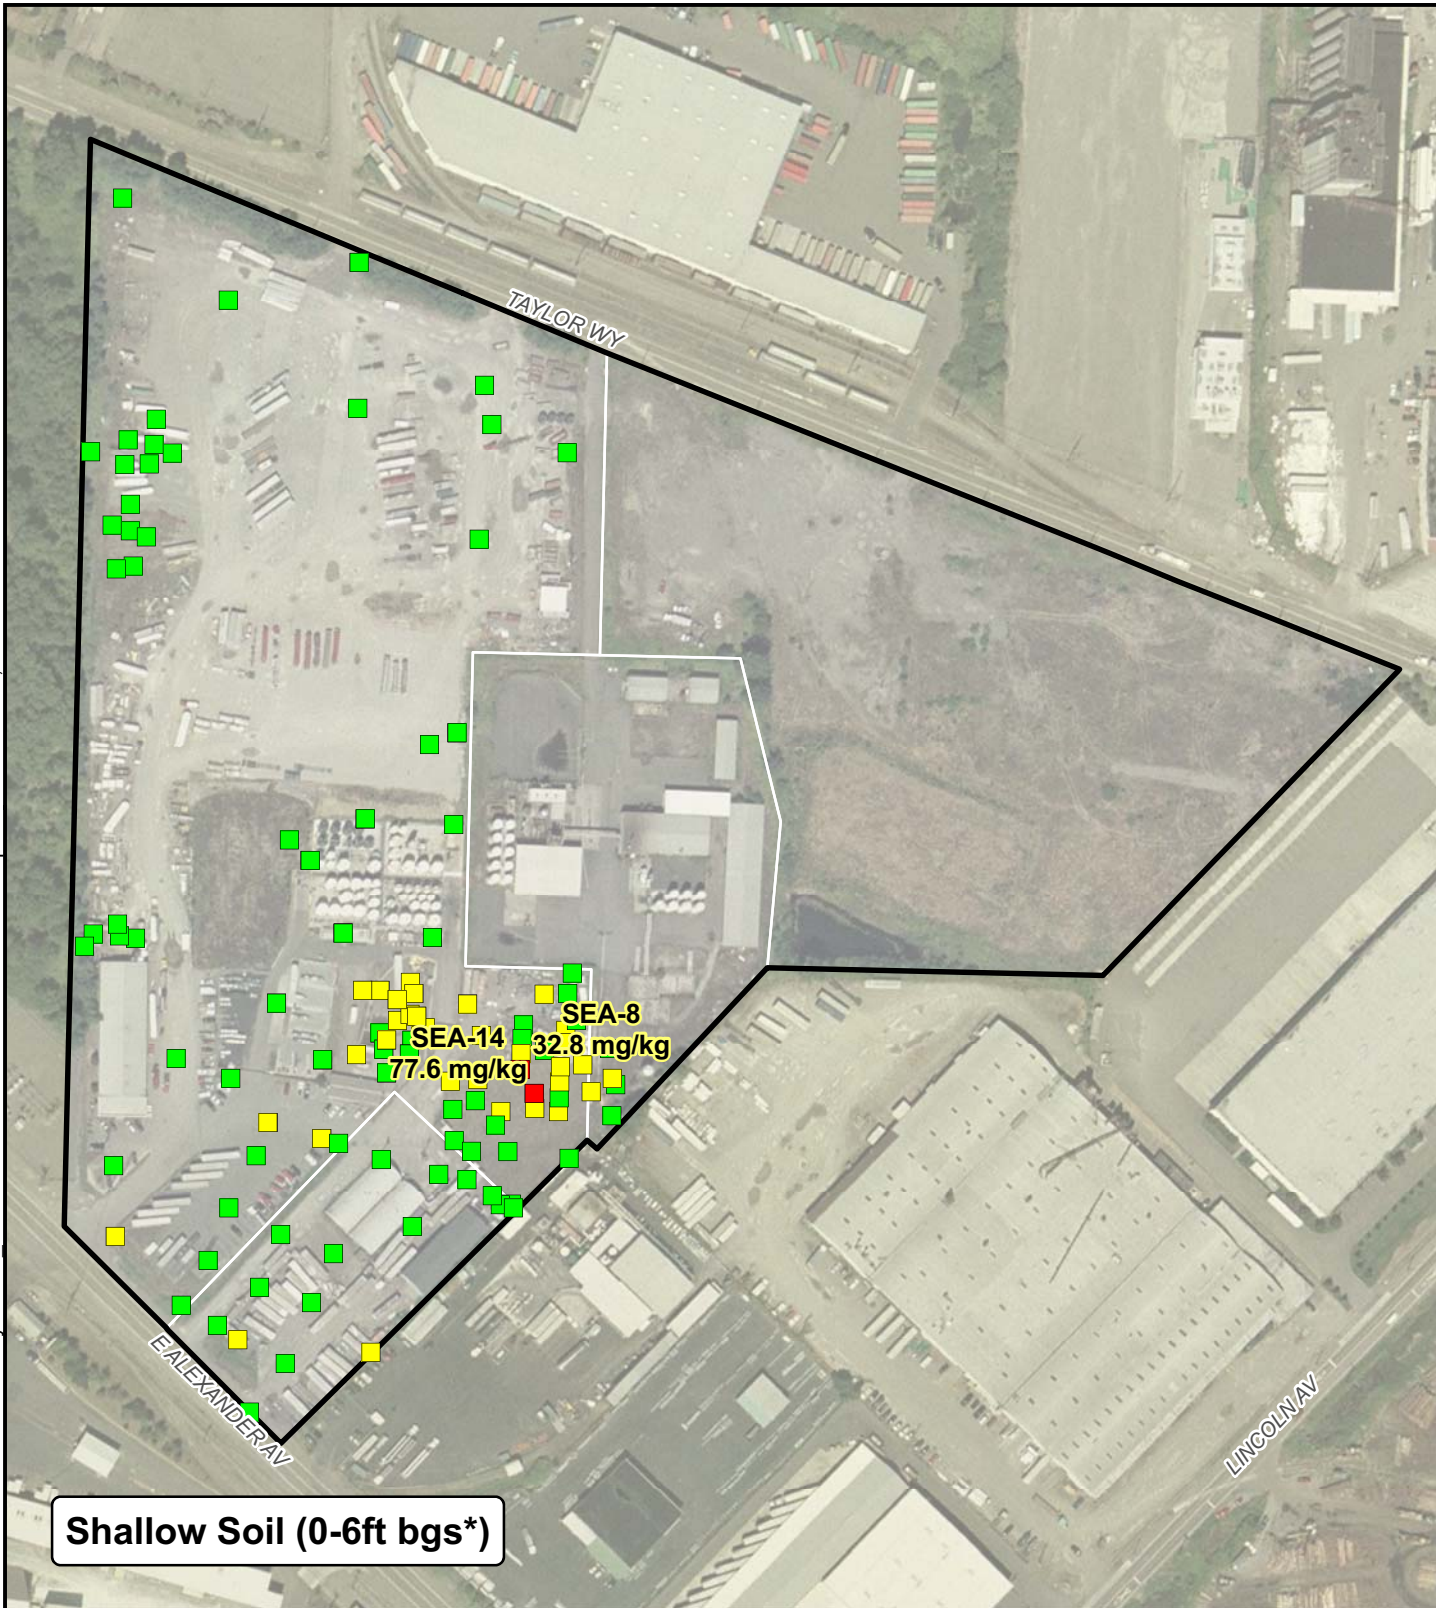 TAYLOR WY
SEA-8
32.8 mg/kg
SEA-14
77.6 mg/kg
E ALEXANDER AV
LINCOLN AV
Shallow Soil (0-6ft bgs*)